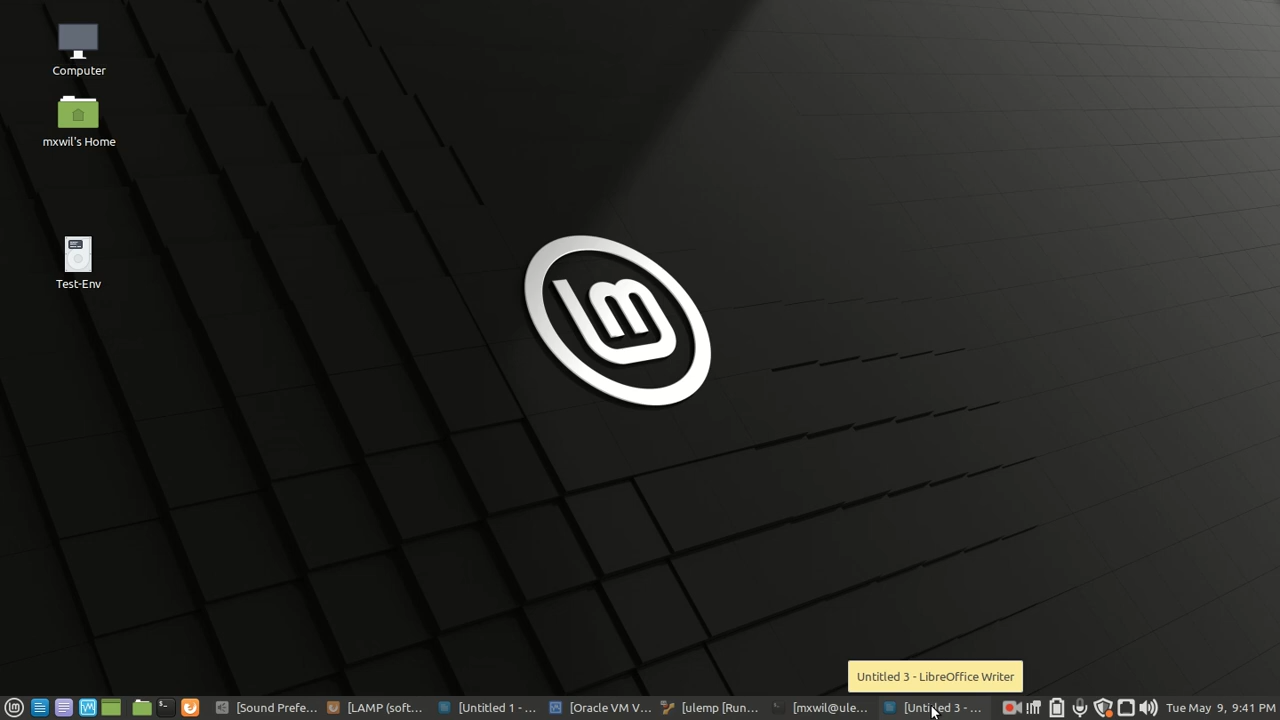 Computer
mxwil's Home
Test-Env
Untitled 3 - LibreOffice Writer
[Sound Prefe...
[LAMP (soft...
[Untitled 1 - ...
[Oracle VM V...
[ulemp [Run...
[mxwil@ule...
[Untitled 3 - ...
Tue May 9, 9:41 PM